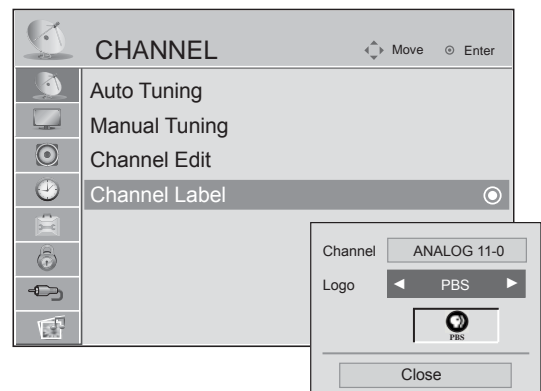 CHANNEL
Move Enter
Auto Tuning
Manual Tuning
Channel Edit
Channel Label
Channel ANALOG 11-0
Logo ◄ PBS ►
PBS
Close